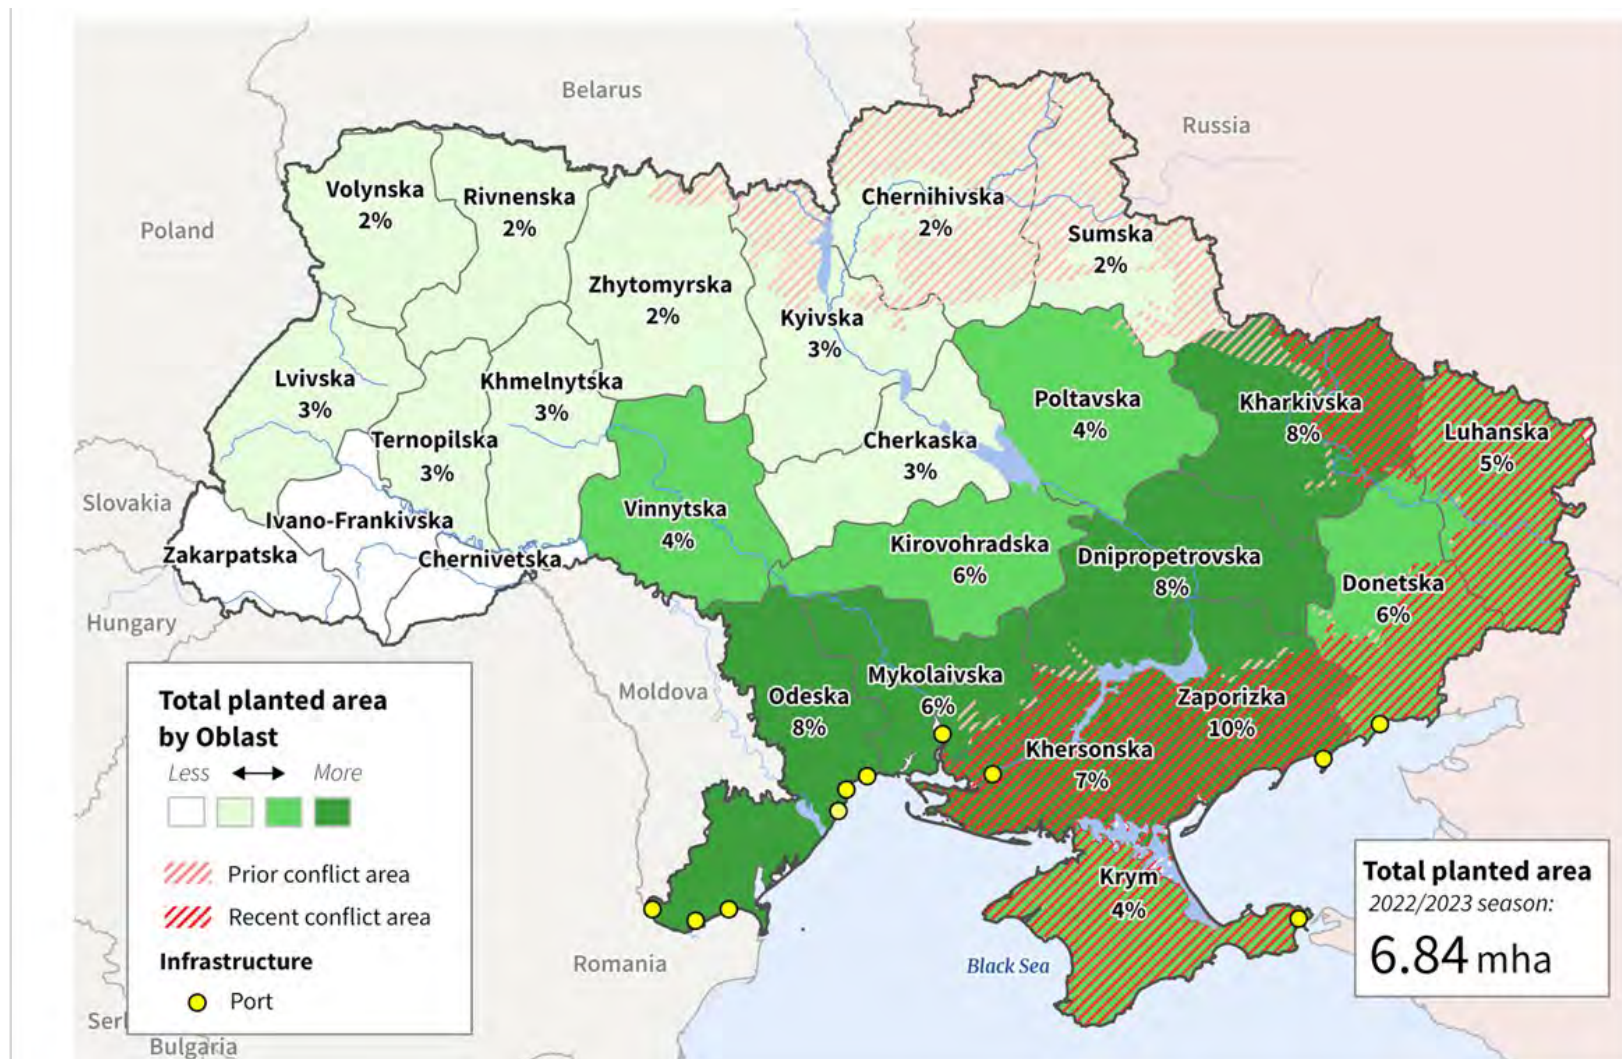 Belarus
Russia
Poland
Volynska
2%
Rivnenska
2%
Zhytomyrska
2%
Chernihivska
2%
Sumska
2%
Kyivska
3%
Lvivska
3%
Khmelnytska
3%
Ternopilska
3%
Cherkaska
3%
Poltavska
4%
Kharkivska
8%
Luhanska
5%
Slovakia
Ivano-Frankivska
Zakarpatska
Chernivetska
Vinnytska
4%
Kirovohradska
6%
Dnipropetrovska
8%
Donetska
6%
Hungary
Moldova
Odeska
8%
Mykolaivska
6%
Zaporizka
10%
Khersonska
7%
Krym
4%
Black Sea
Romania
Serl
Bulgaria
Total planted area
by Oblast
Less More
Prior conflict area
Recent conflict area
Infrastructure
Port
Total planted area
2022/2023 season:
6.84 mha